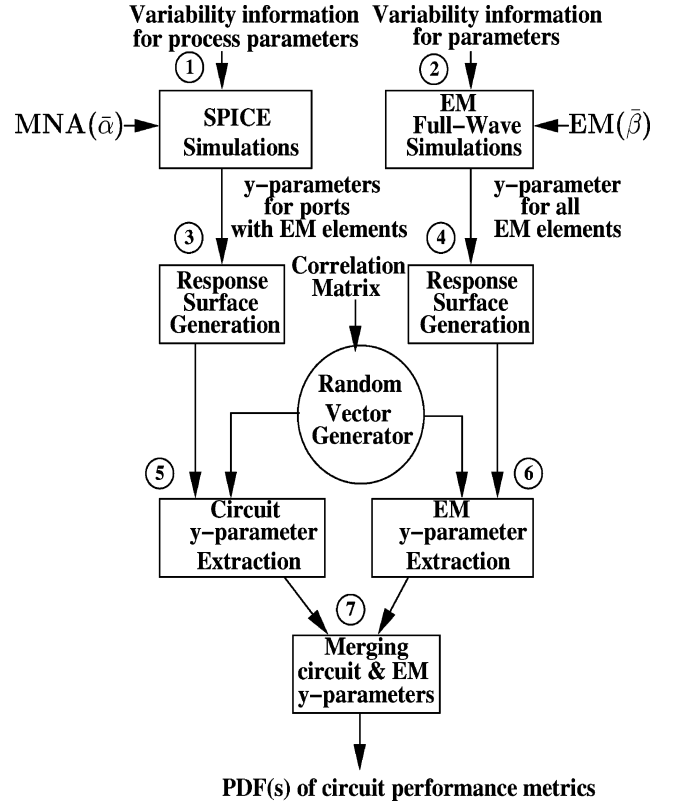 Variability information
for process parameters
Variability information
for parameters
1
2
MNA(ᾱ)
SPICE
Simulations
EM
Full-Wave
Simulations
EM(β̄)
y-parameters
for ports
with EM elements
y-parameter
for all
EM elements
3
4
Response
Surface
Generation
Correlation
Matrix
Response
Surface
Generation
Random
Vector
Generator
5
6
Circuit
y-parameter
Extraction
EM
y-parameter
Extraction
7
Merging
circuit & EM
y-parameters
PDF(s) of circuit performance metrics